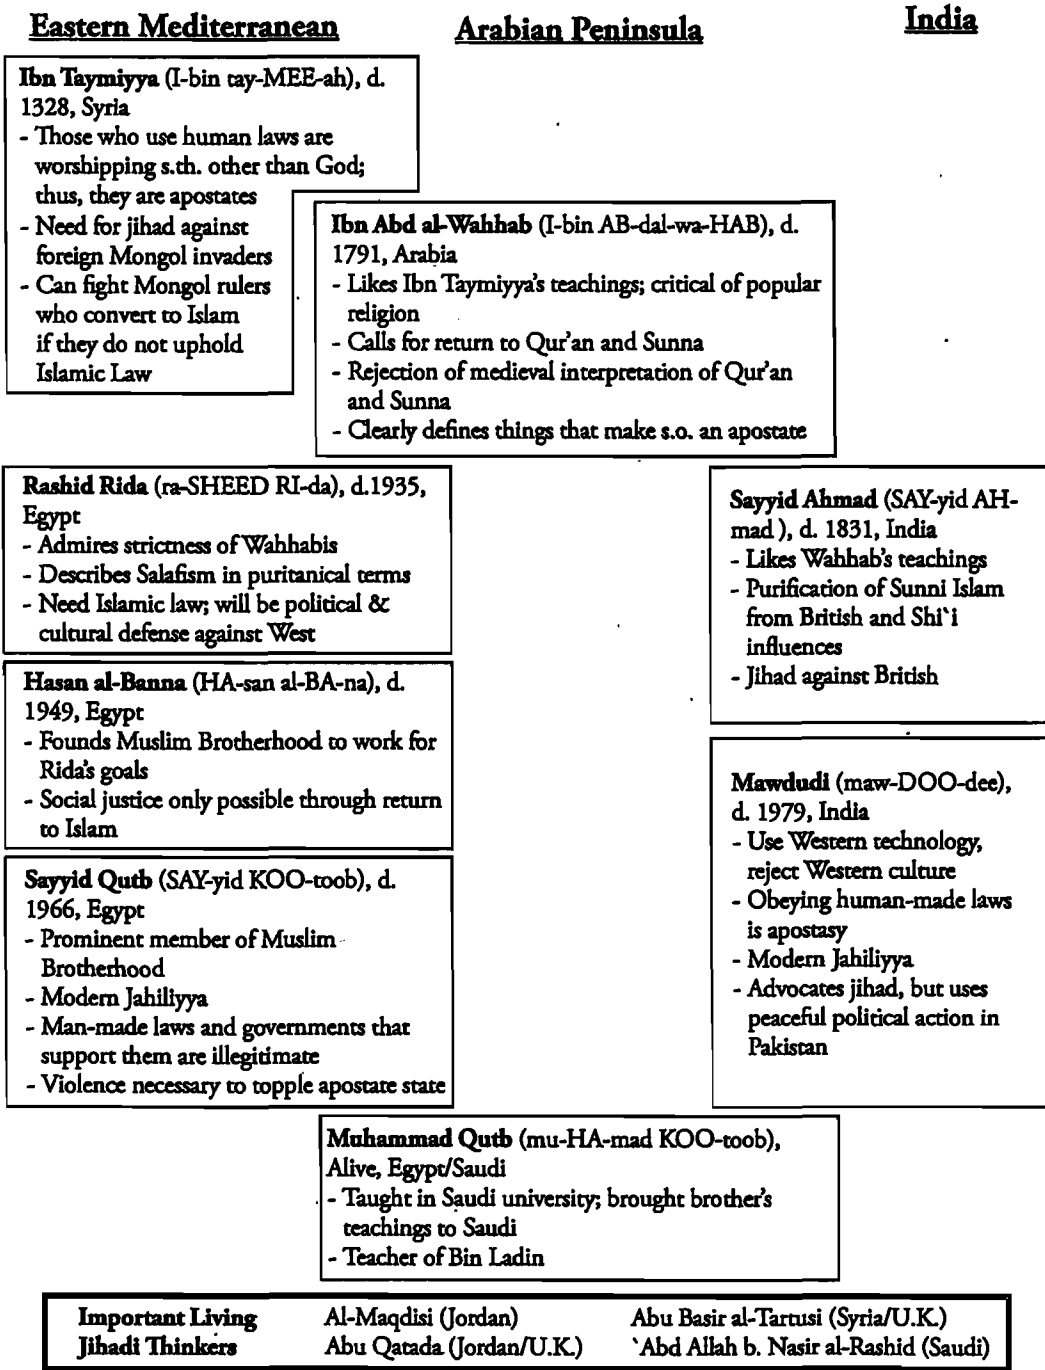 Eastern Mediterranean
Arabian Peninsula
India
Ibn Taymiyya (I-bin tay-MEE-ah), d.
1328, Syria
- Those who use human laws are
worshipping s.th. other than God;
thus, they are apostates
- Need for jihad against
foreign Mongol invaders
- Can fight Mongol rulers
who convert to Islam
if they do not uphold
Islamic Law
Ibn Abd al-Wahhab (I-bin AB-dal-wa-HAB), d.
1791, Arabia
- Likes Ibn Taymiyya's teachings; critical of popular
religion
- Calls for return to Qur'an and Sunna
- Rejection of medieval interpretation of Qur'an
and Sunna
- Clearly defines things that make s.o. an apostate
Rashid Rida (ra-SHEED RI-da), d.1935,
Egypt
- Admires strictness of Wahhabis
- Describes Salafism in puritanical terms
- Need Islamic law; will be political &
cultural defense against West
Sayyid Ahmad (SAY-yid AH-
mad ), d. 1831, India
- Likes Wahhab's teachings
- Purification of Sunni Islam
from British and Shi`i
influences
- Jihad against British
Hasan al-Banna (HA-san al-BA-na), d.
1949, Egypt
- Founds Muslim Brotherhood to work for
Rida's goals
- Social justice only possible through return
to Islam
Mawdudi (maw-DOO-dee),
d. 1979, India
- Use Western technology,
reject Western culture
- Obeying human-made laws
is apostasy
- Modern Jahiliyya
- Advocates jihad, but uses
peaceful political action in
Pakistan
Sayyid Qutb (SAY-yid KOO-toob), d.
1966, Egypt
- Prominent member of Muslim
Brotherhood
- Modern Jahiliyya
- Man-made laws and governments that
support them are illegitimate
- Violence necessary to topple apostate state
Muhammad Qutb (mu-HA-mad KOO-toob),
Alive, Egypt/Saudi
- Taught in Saudi university; brought brother's
teachings to Saudi
- Teacher of Bin Ladin
Important Living Al-Maqdisi (Jordan) Abu Basir al-Tartusi (Syria/U.K.)
Jihadi Thinkers Abu Qatada (Jordan/U.K.) `Abd Allah b. Nasir al-Rashid (Saudi)